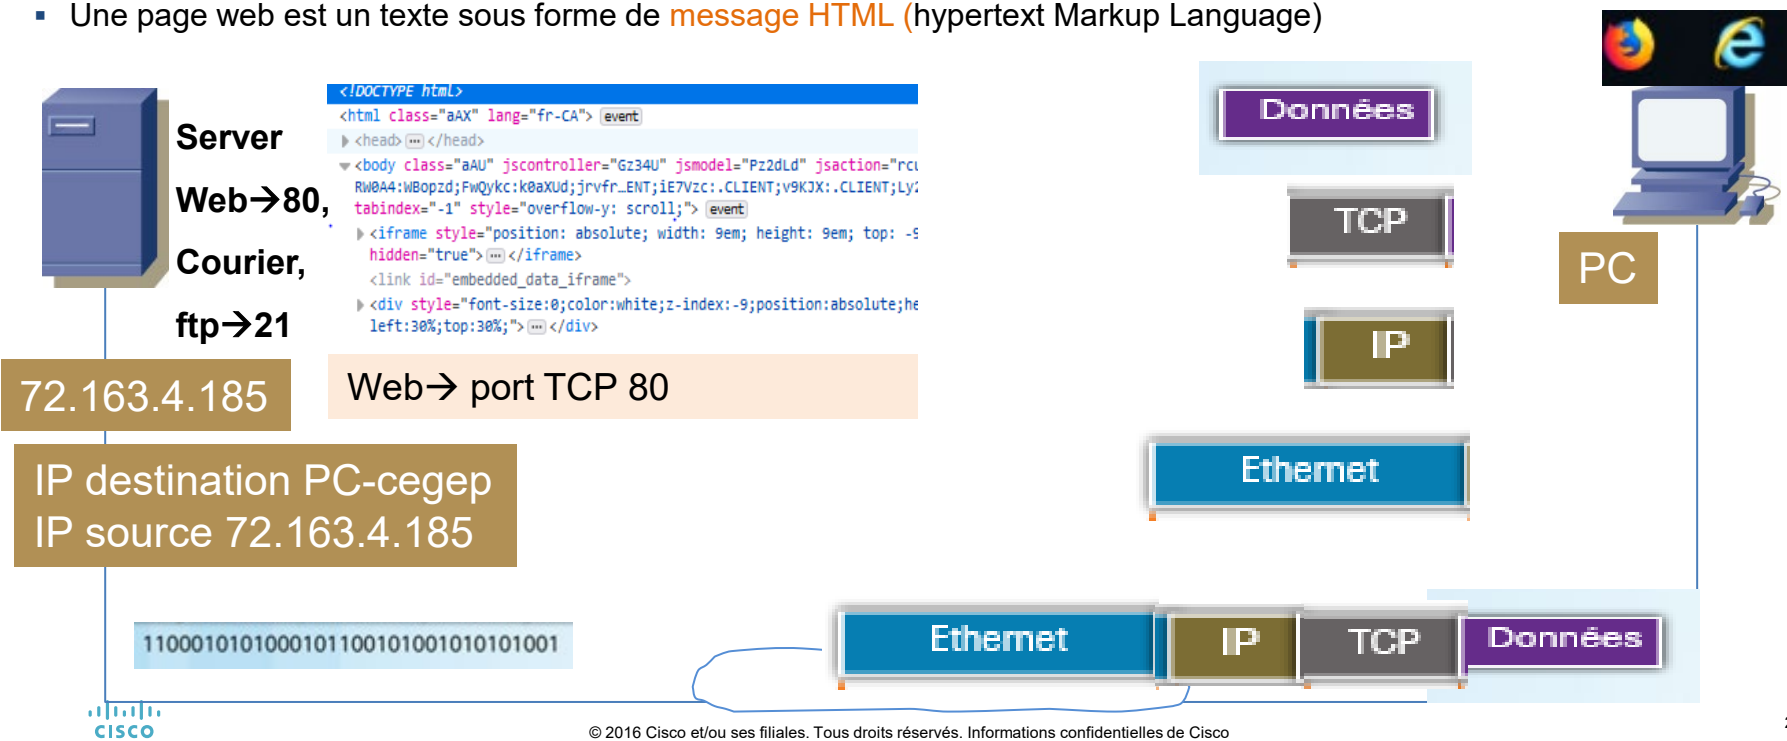 ▪ Une page web est un texte sous forme de message HTML (hypertext Markup Language)
Server
Web→80,
Courier,
ftp→21
<!DOCTYPE html>
<html class="aAX" lang="fr-CA"> event
<head> ••• </head>
<body class="aAU" jscontroller="Gz34U" jsmodel="Pz2dLd" jsaction="rcu
RW0A4:WBopzd;FwQykc:k0aXUd;jrvfr…ENT;iE7Vzc:.CLIENT;v9KJX:.CLIENT;Ly2
tabindex="-1" style="overflow-y: scroll;"> event
<iframe style="position: absolute; width: 9em; height: 9em; top: -9
hidden="true"> ••• </iframe>
<link id="embedded_data_iframe">
<div style="font-size:0;color:white;z-index:-9;position:absolute;he
left:30%;top:30%;"> ••• </div>
Web→ port TCP 80
72.163.4.185
IP destination PC-cegep
IP source 72.163.4.185
Données
TCP
IP
Ethernet
PC
110001010100010110010100101010101001
Ethernet IP TCP Données
CISCO
© 2016 Cisco et/ou ses filiales. Tous droits réservés. Informations confidentielles de Cisco